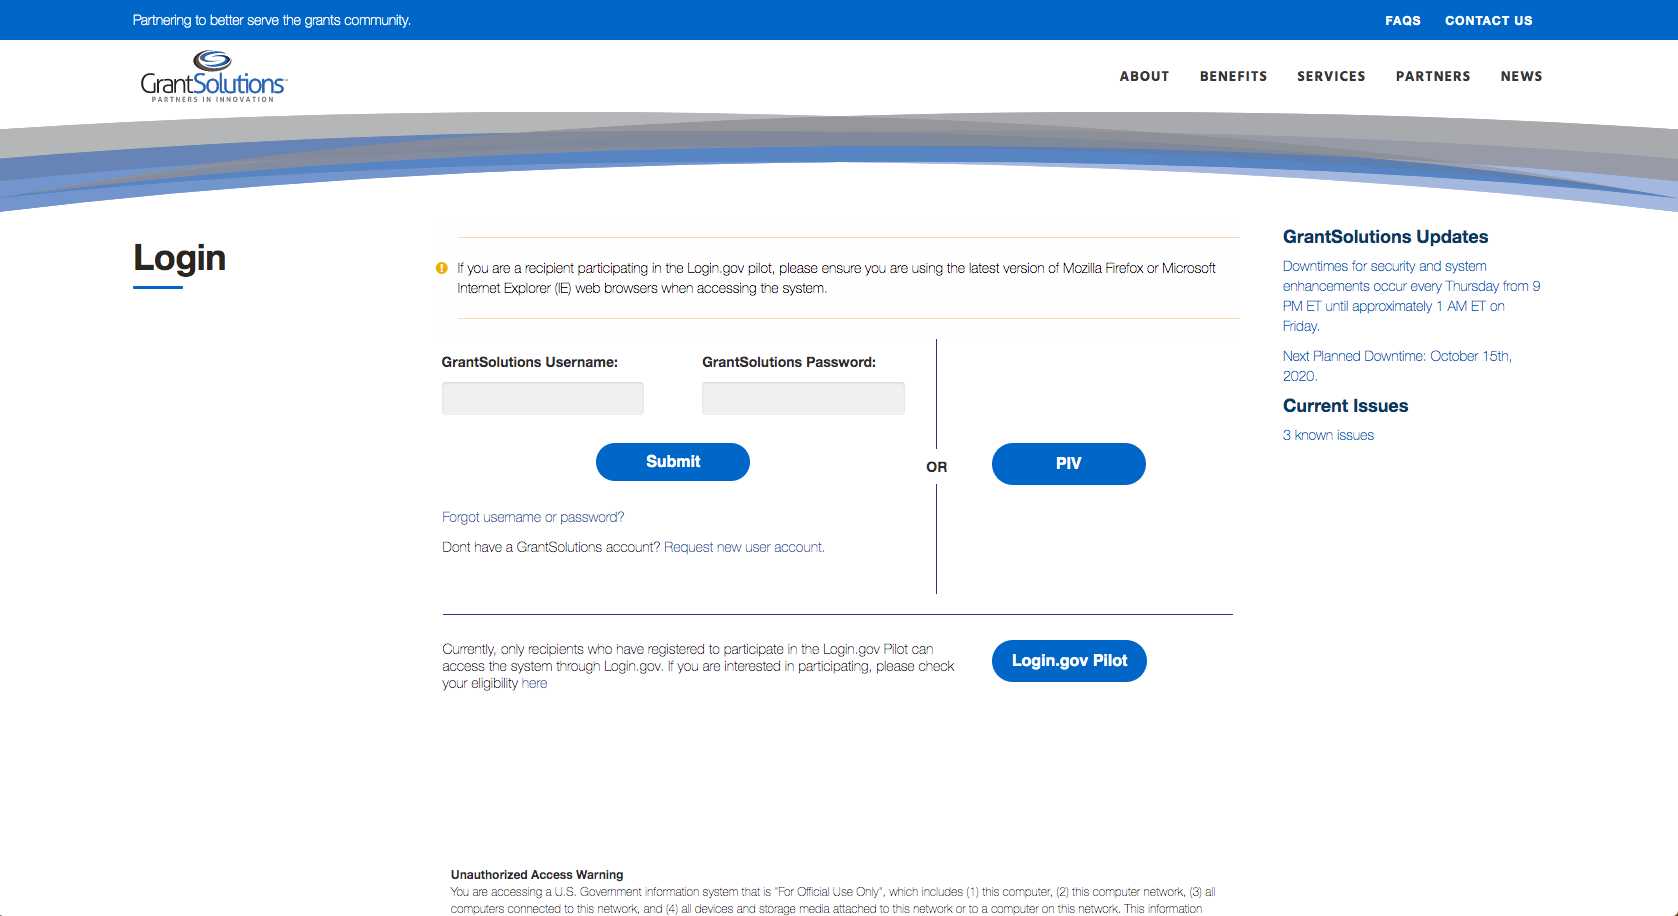 Partnering to better serve the grants community.
FAQS CONTACT US
GrantSolutions
PARTNERS IN INNOVATION
ABOUT BENEFITS SERVICES PARTNERS NEWS
Login
If you are a recipient participating in the Login.gov pilot, please ensure you are using the latest version of Mozilla Firefox or Microsoft
Internet Explorer (IE) web browsers when accessing the system.
GrantSolutions Username:
GrantSolutions Password:
Submit
OR
PIV
Forgot username or password?
Dont have a GrantSolutions account? Request new user account.
Currently, only recipients who have registered to participate in the Login.gov Pilot can
access the system through Login.gov. If you are interested in participating, please check
your eligibility here
Login.gov Pilot
GrantSolutions Updates
Downtimes for security and system
enhancements occur every Thursday from 9
PM ET until approximately 1 AM ET on
Friday.
Next Planned Downtime: October 15th,
2020.
Current Issues
3 known issues
Unauthorized Access Warning
You are accessing a U.S. Government information system that is "For Official Use Only", which includes (1) this computer, (2) this computer network, (3) all
computers connected to this network, and (4) all devices and storage media attached to this network or to a computer on this network. This information